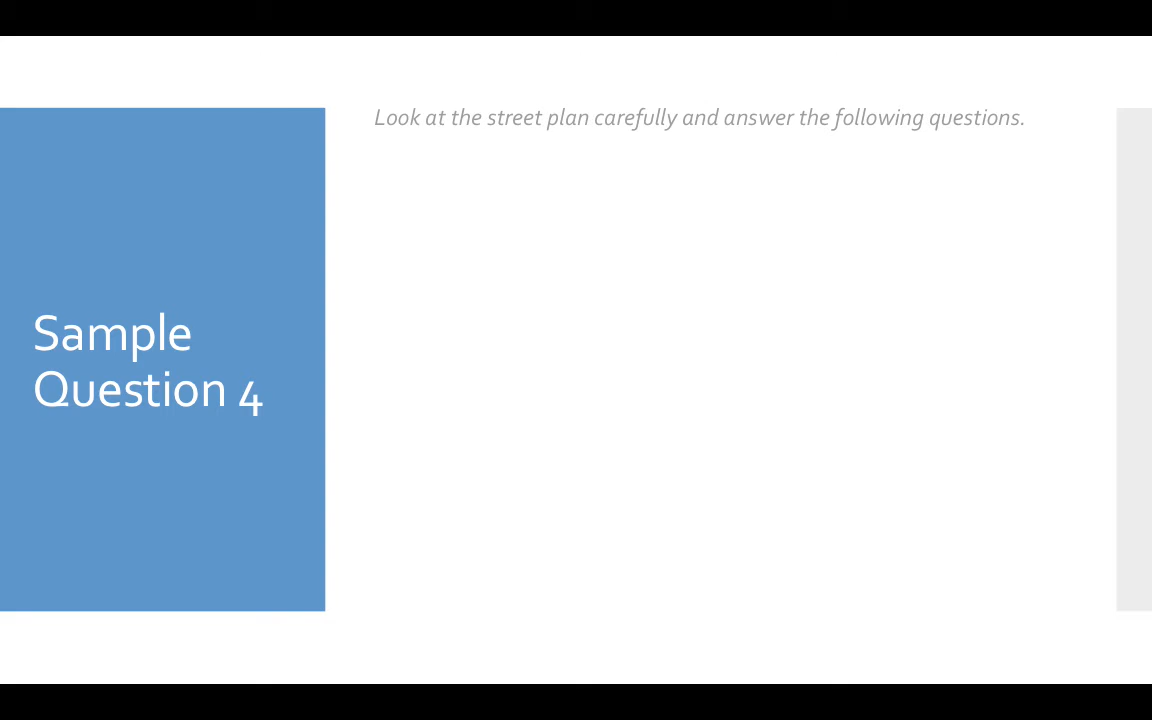 Look at the street plan carefully and answer the following questions.
Sample
Question 4